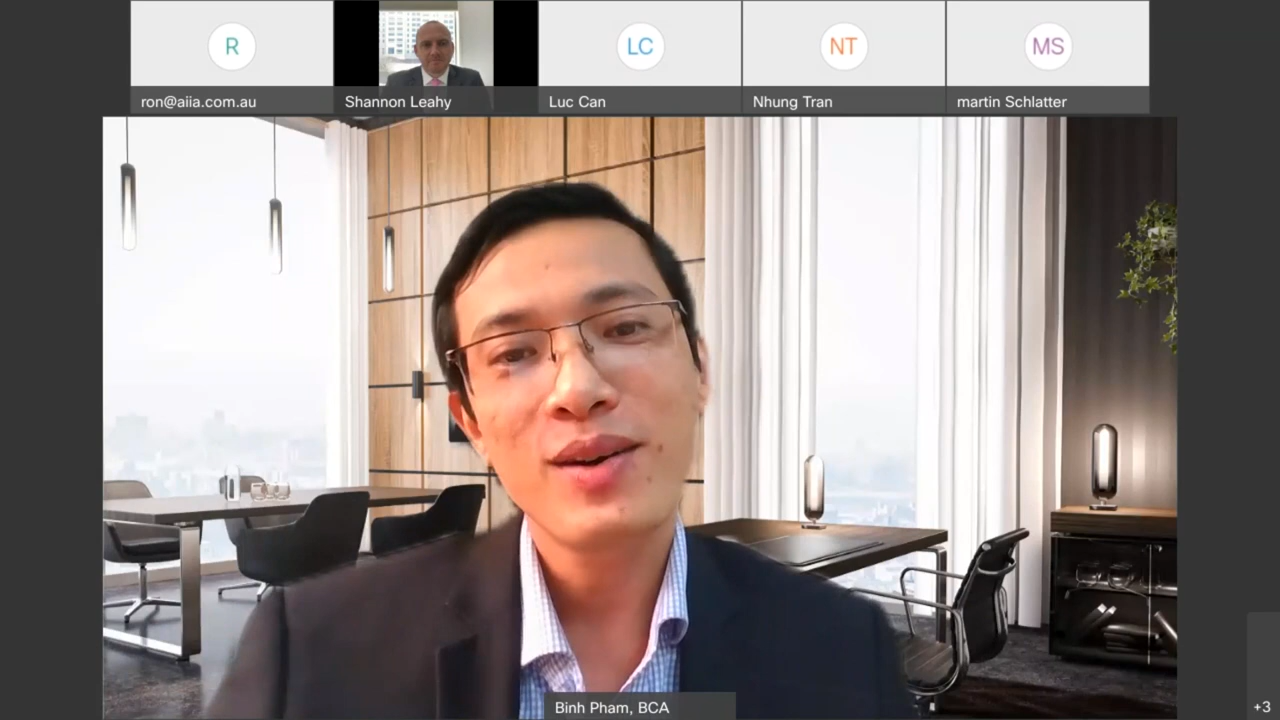 R
LC
NT
MS
ron@aiia.com.au
Shannon Leahy
Luc Can
Nhung Tran
martin Schlatter
Binh Pham, BCA
+3